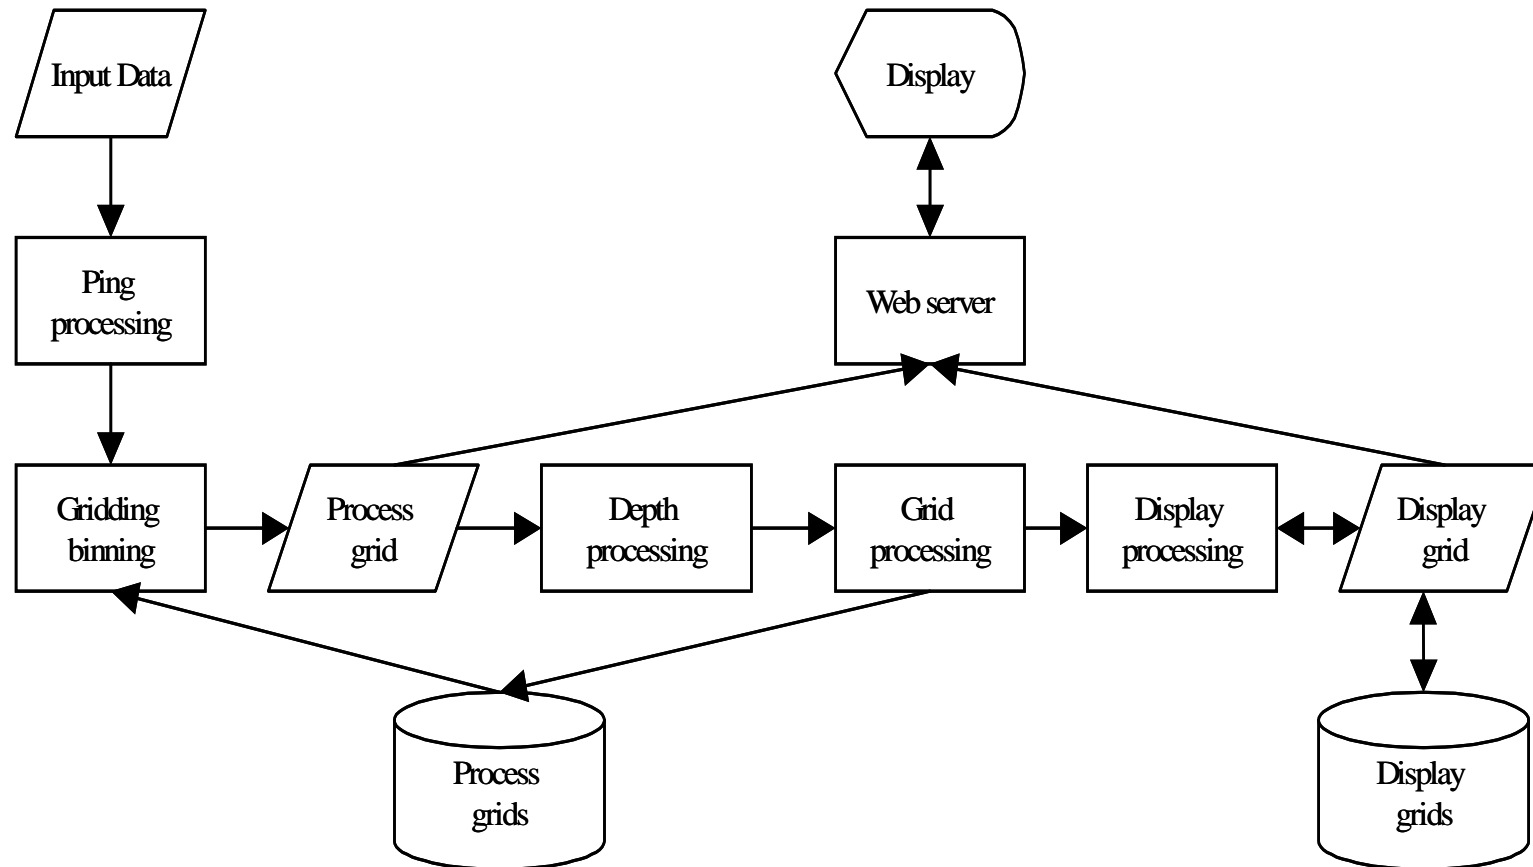 Input Data
Display
Ping
processing
Web server
Gridding
binning
Process
grid
Depth
processing
Grid
processing
Display
processing
Display
grid
Process
grids
Display
grids